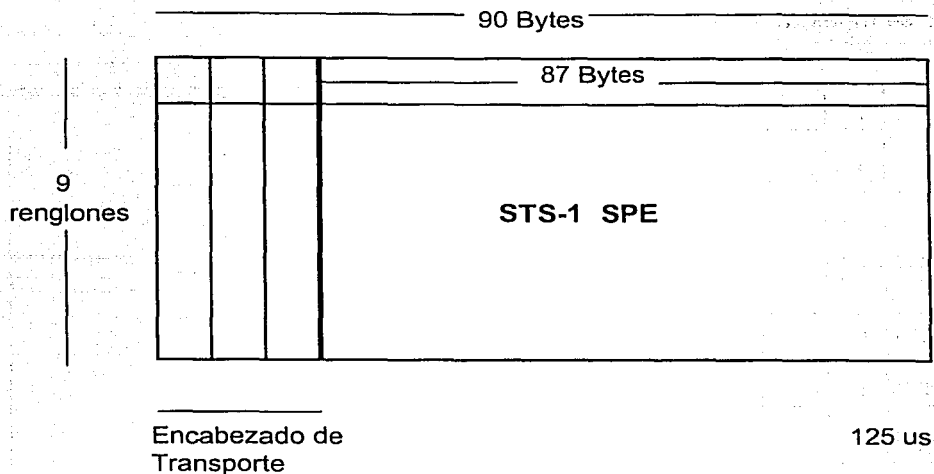 90 Bytes
87 Bytes
9
renglones
STS-1 SPE
Encabezado de
Transporte
125 us